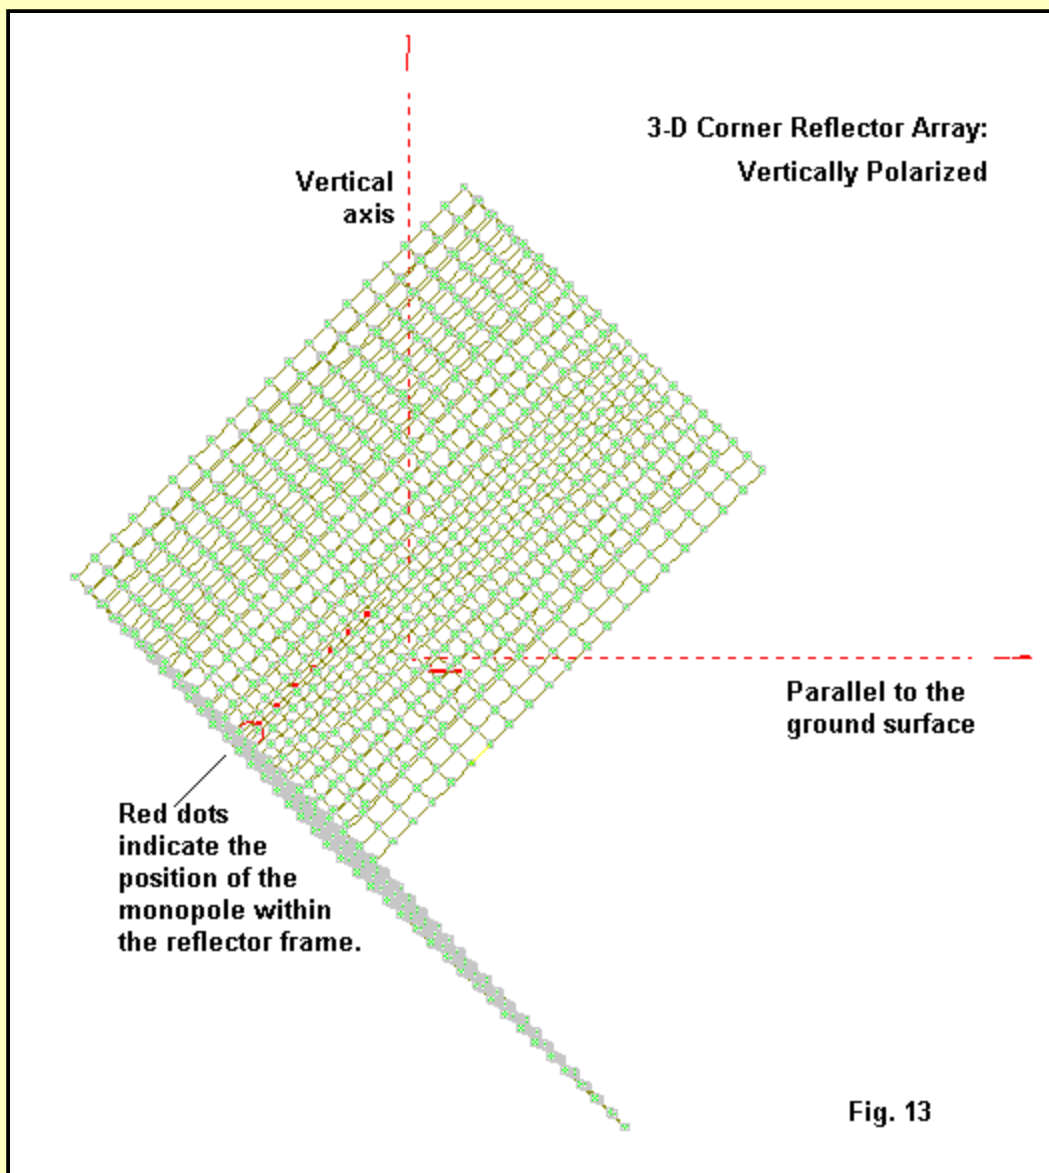 3-D Corner Reflector Array:
Vertically Polarized
Vertical
axis
Parallel to the
ground surface
Red dots
indicate the
position of the
monopole within
the reflector frame.
Fig. 13